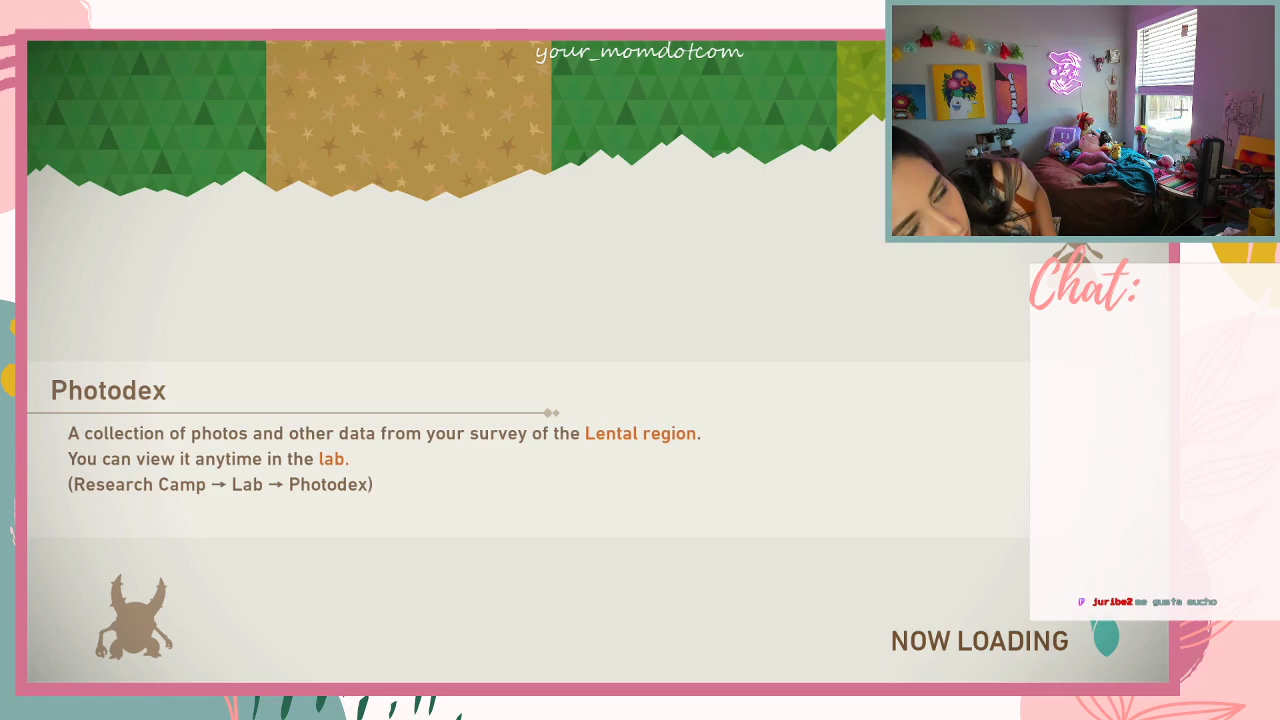 your_momdotcom
Chat:
Photodex
A collection of photos and other data from your survey of the Lental region.
You can view it anytime in the lab.
(Research Camp → Lab → Photodex)
juribe2 me gusta mucho
NOW LOADING